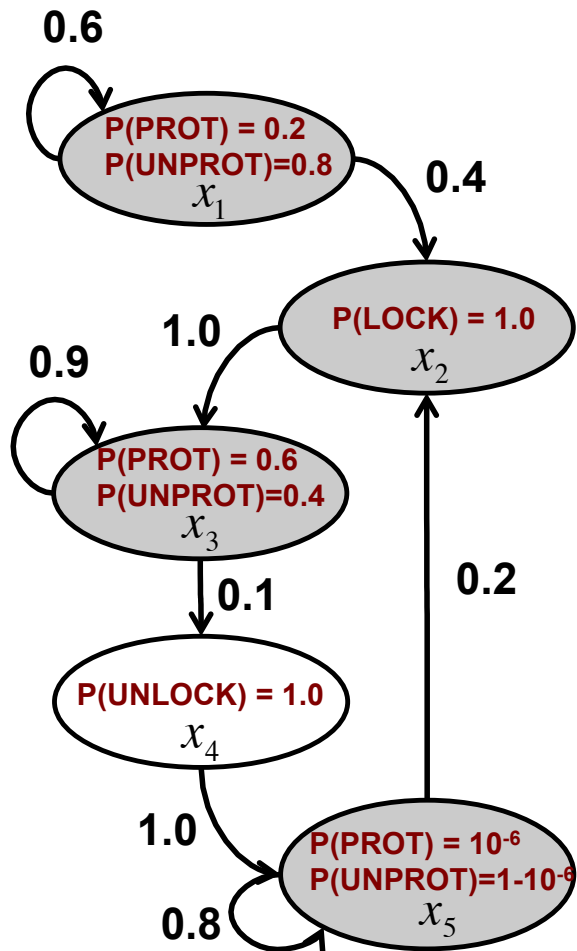 0.6
P(PROT) = 0.2
P(UNPROT)=0.8
x₁
0.4
P(LOCK) = 1.0
x₂
1.0
0.9
P(PROT) = 0.6
P(UNPROT)=0.4
x₃
0.1
0.2
P(UNLOCK) = 1.0
x₄
1.0
P(PROT) = 10⁻⁶
P(UNPROT)=1-10⁻⁶
x₅
0.8